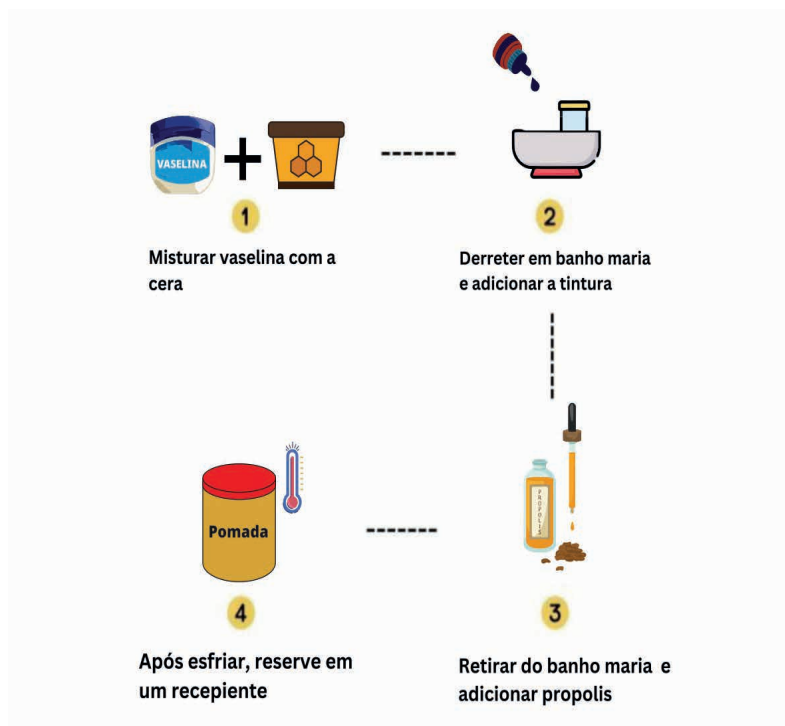 VASELINA
1
Misturar vaselina com a
cera
2
Derreter em banho maria
e adicionar a tintura
PROPOLIS
3
Retirar do banho maria e
adicionar propolis
Pomada
4
Após esfriar, reserve em
um recepiente